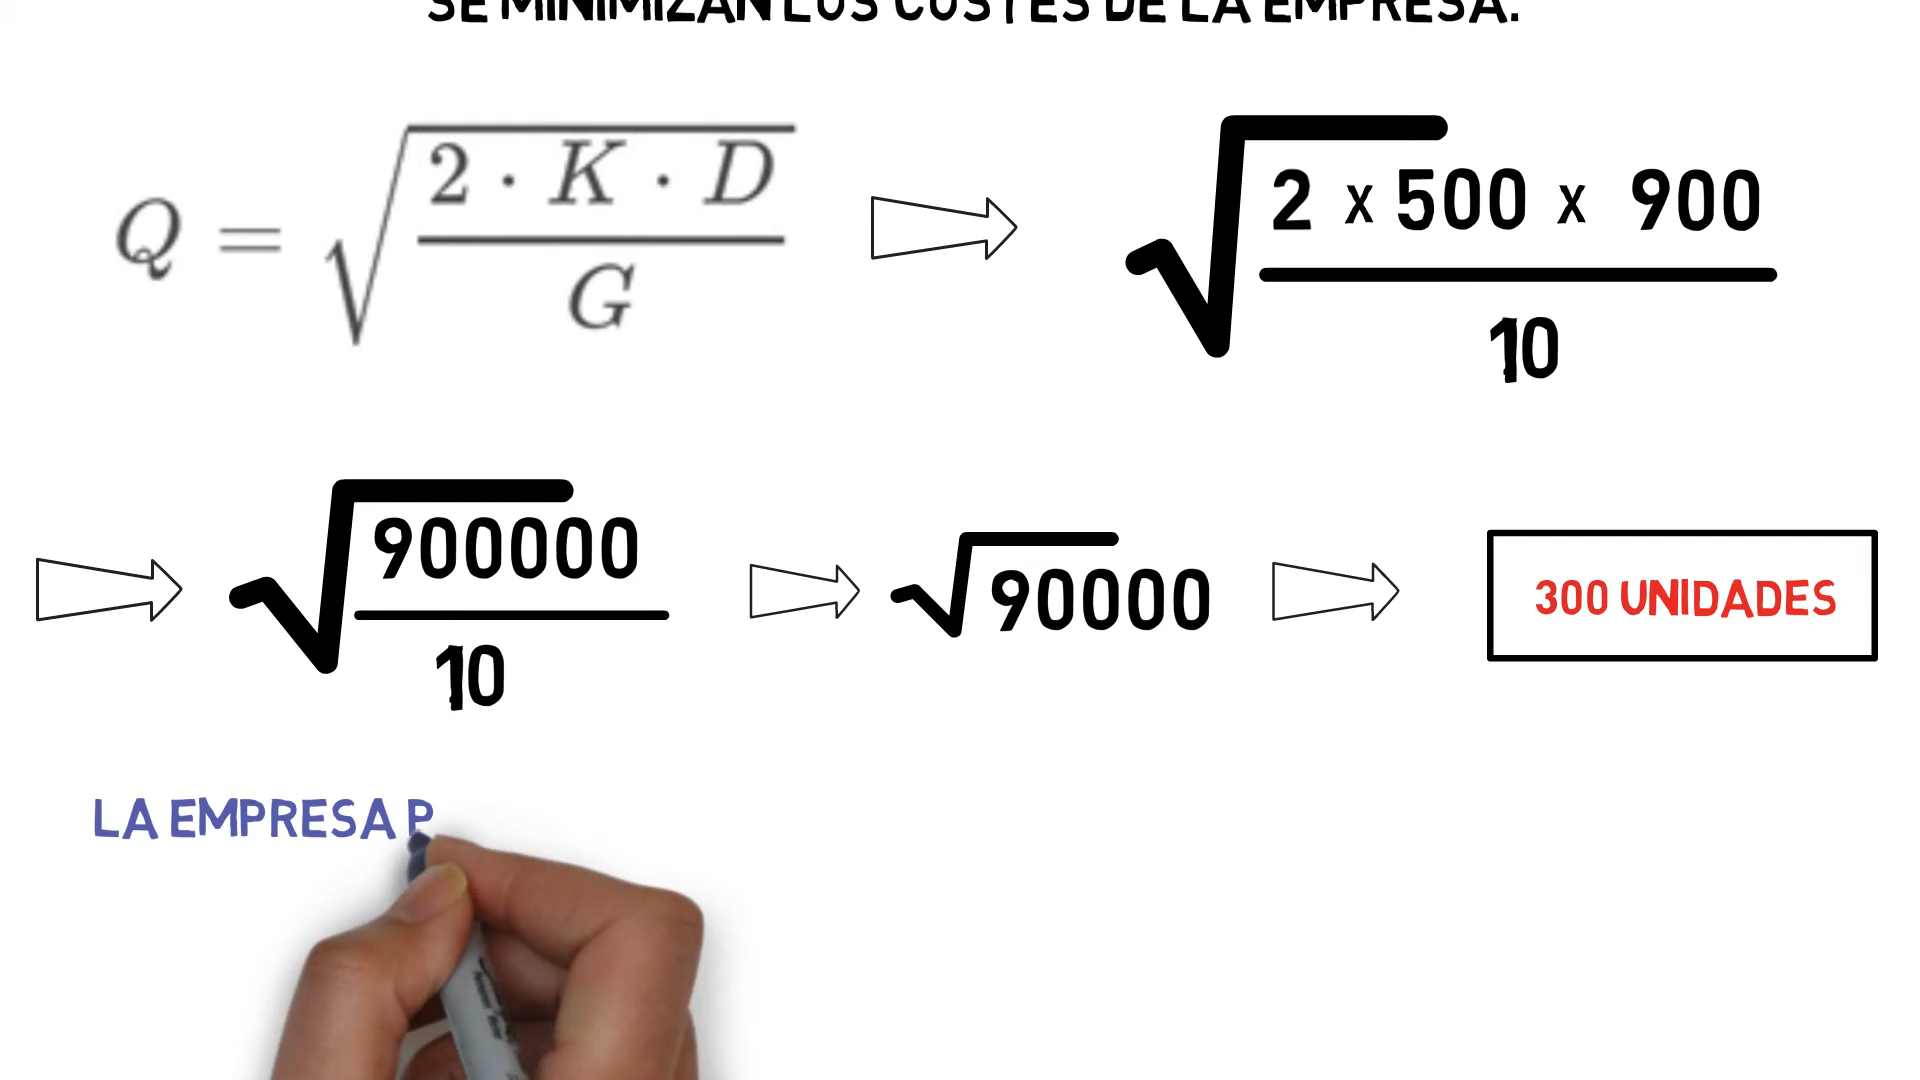 SE MINIMIZAN LOS COSTES DE LA EMPRESA.
Q = √(2 · K · D / G)
√(2 x 500 x 900 / 10)
√(900000 / 10)
√90000
300 UNIDADES
LA EMPRESA P